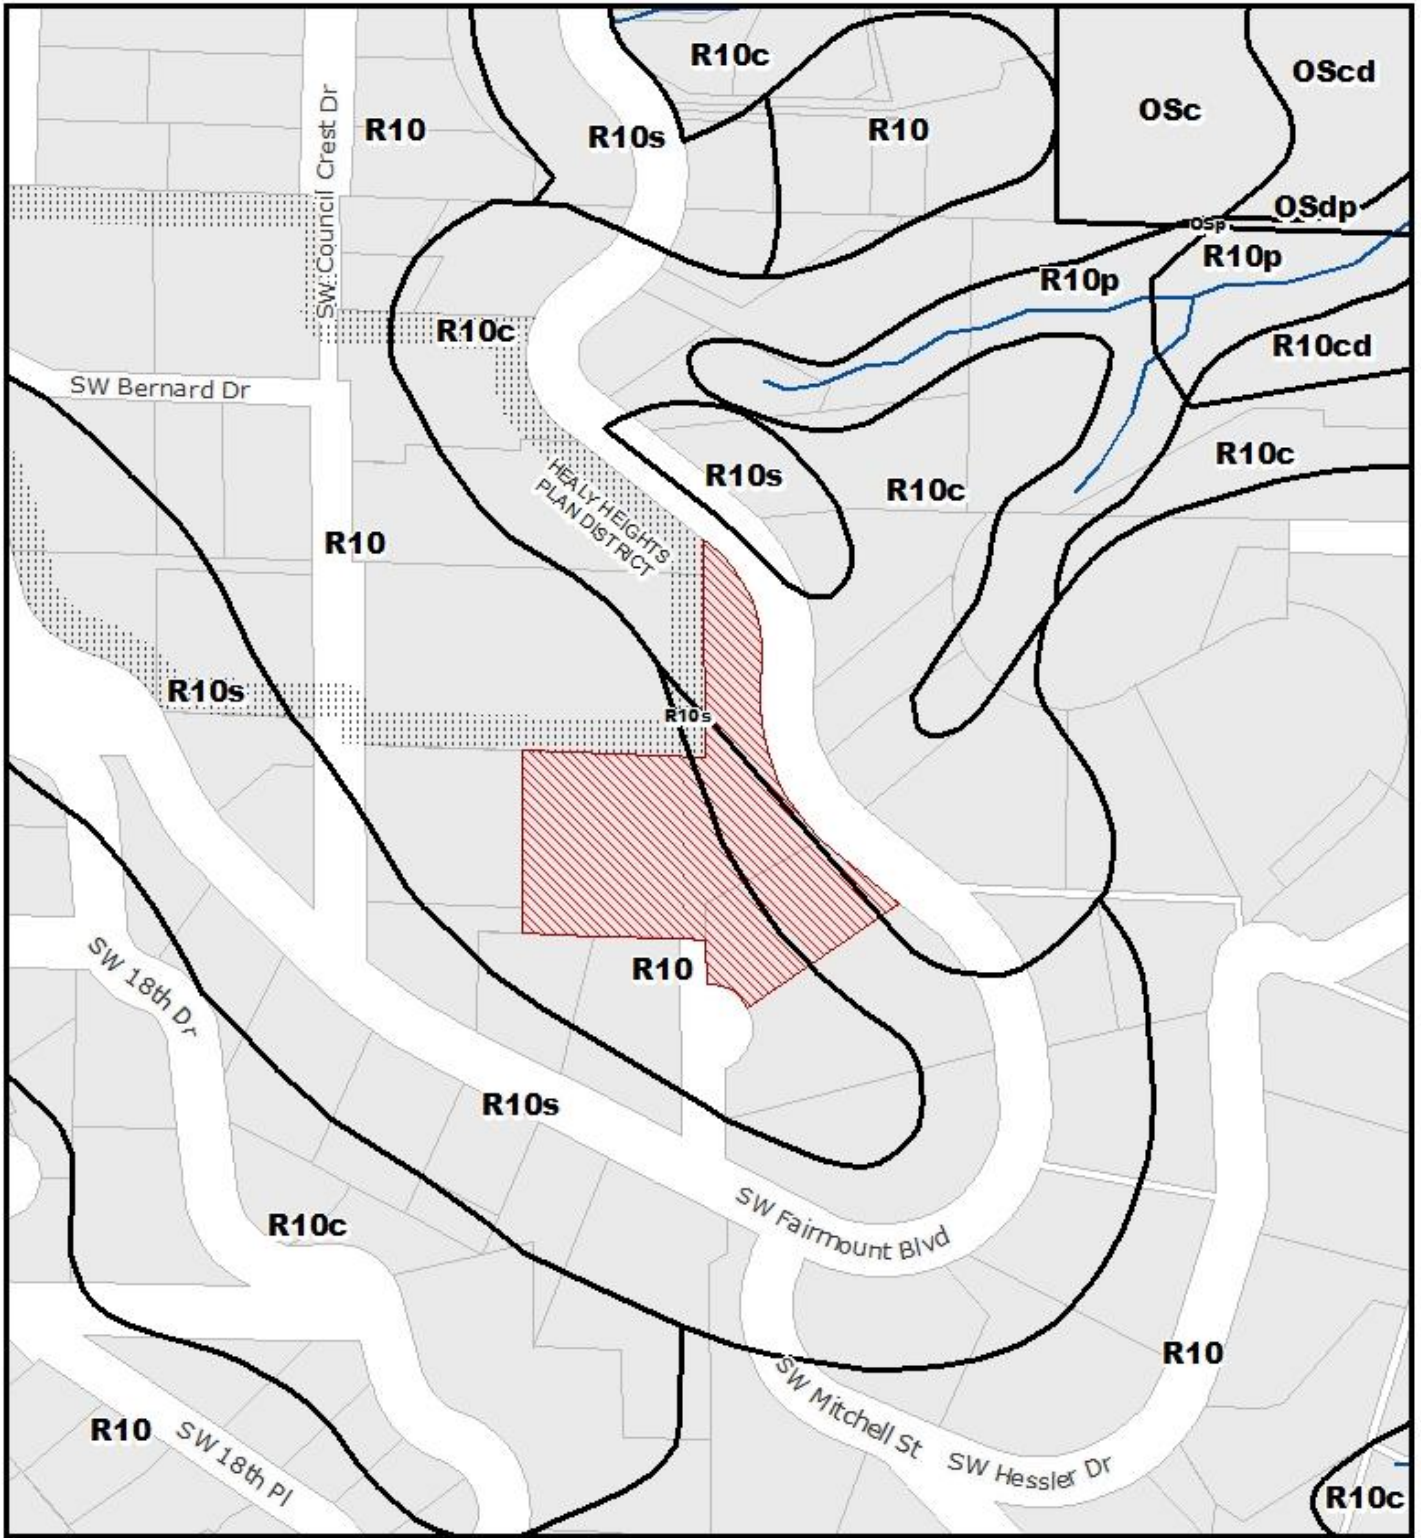 R10c
OScd
OSc
R10
R10s
R10
SW Council Crest Dr
OSdp
OSp
R10p
R10p
R10c
R10cd
SW Bernard Dr
R10c
R10s
R10c
HEALY HEIGHTS
PLAN DISTRICT
R10
R10s
R10s
R10
SW 18th Dr
R10s
SW Fairmount Blvd
R10c
R10
SW Mitchell St
SW Hessler Dr
R10
SW 18th Pl
R10c